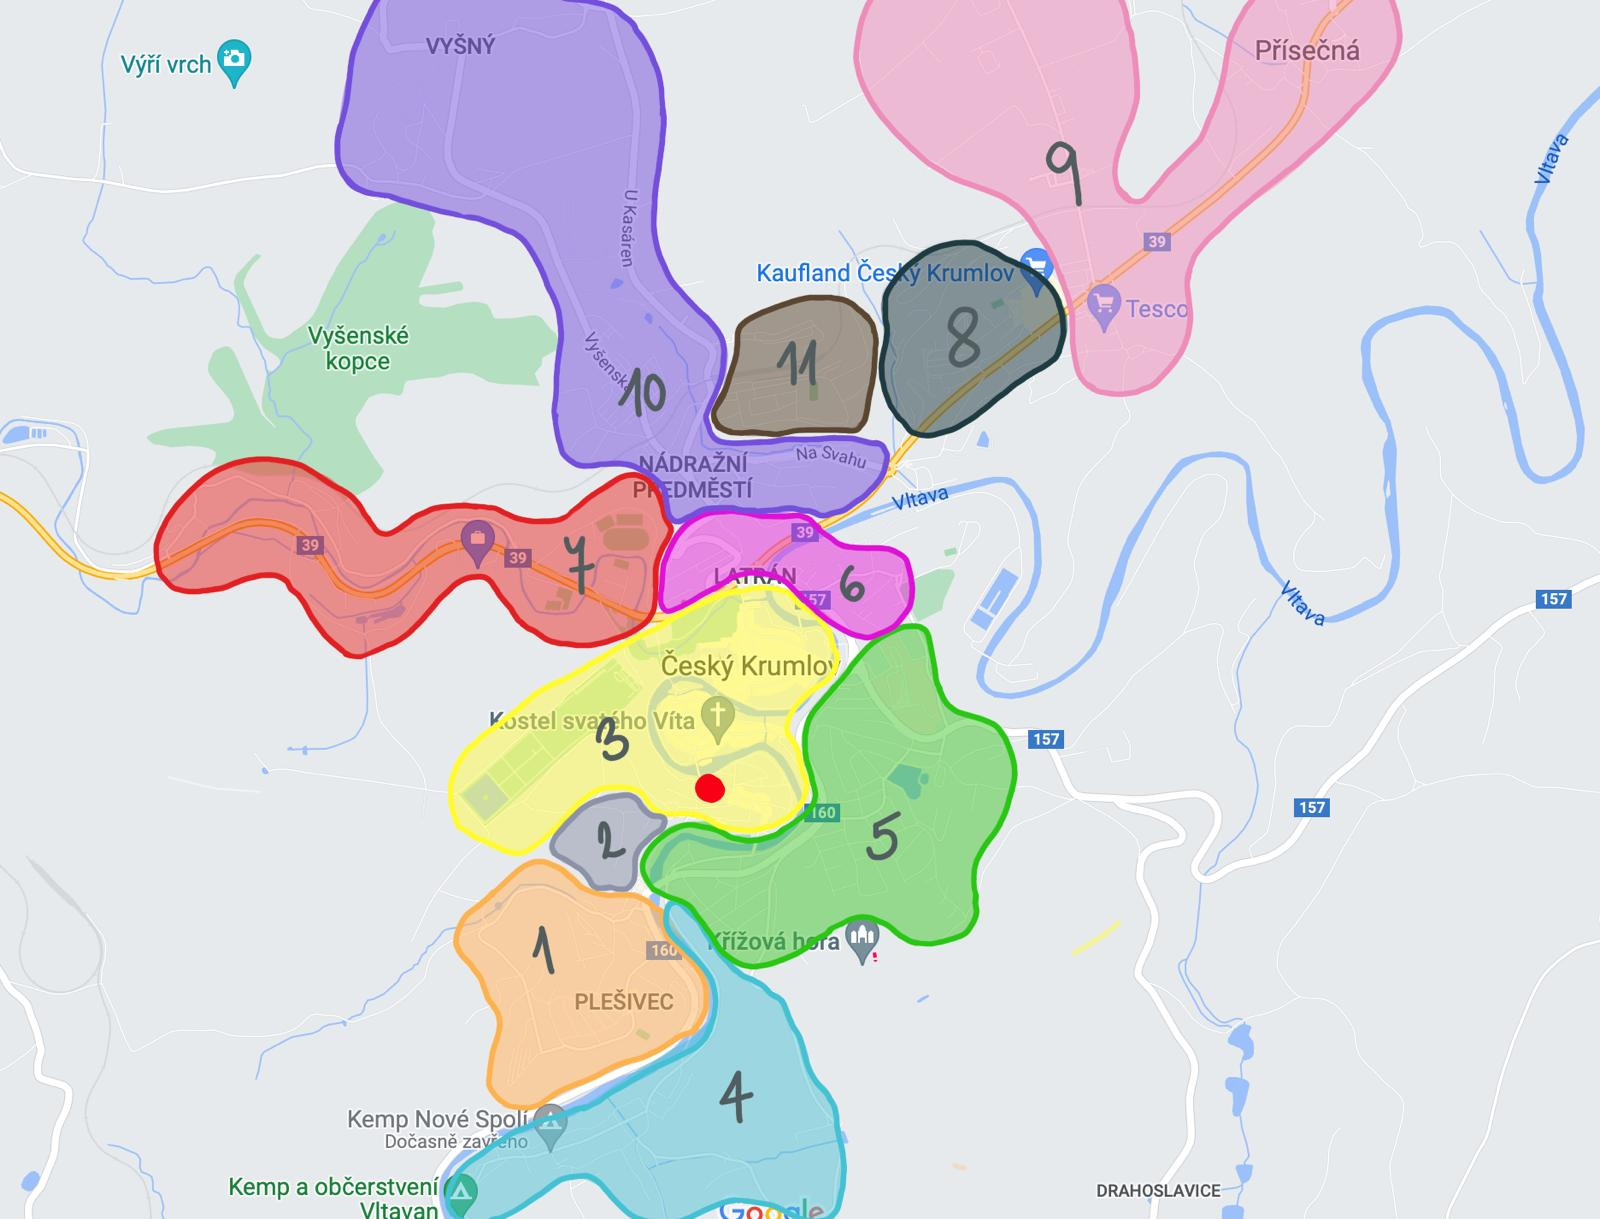 VYŠNÝ
Výří vrch
Přísečná
Vltava
9
U Kasáren
39
Kaufland Český Krumlov
Tesco
8
Vyšenské
kopce
11
Vyšenská
10
Na Svahu
NÁDRAŽNÍ
PŘEDMĚSTÍ
Vltava
39
39
39
7
LATRÁN
6
157
Vltava
157
Český Krumlov
Kostel svatého Víta
3
157
157
160
2
5
Křížová hora
1
160
PLEŠIVEC
4
Kemp Nové Spolí
Dočasně zavřeno
Kemp a občerstvení
Vltavan
DRAHOSLAVICE
Google